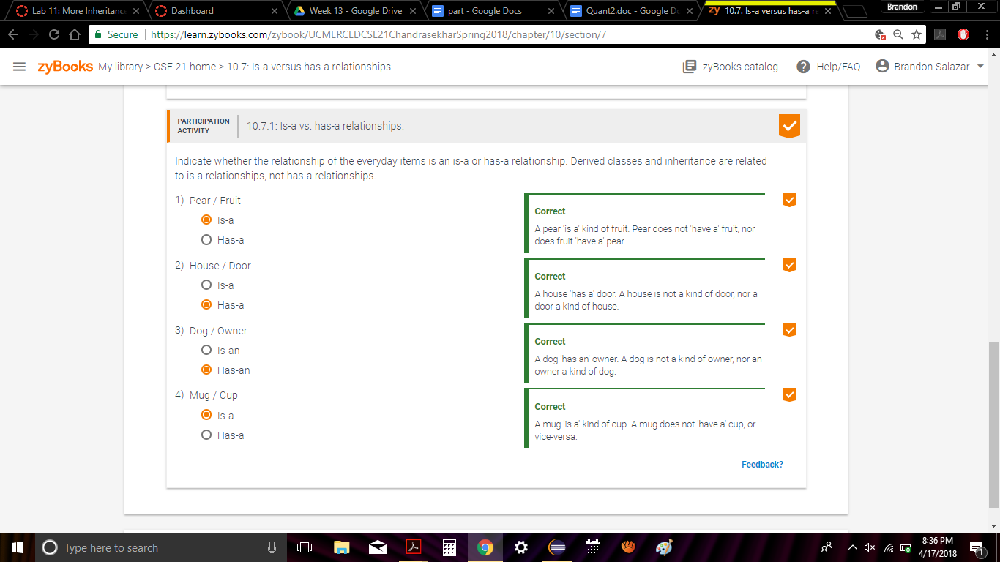 Lab 11: More Inheritanc
Dashboard
Week 13 - Google Drive
part - Google Docs
Quant2.doc - Google D
zy 10.7. Is-a versus has-a r
Brandon
Secure https://learn.zybooks.com/zybook/UCMERCEDCSE21ChandrasekharSpring2018/chapter/10/section/7
zyBooks My library > CSE 21 home > 10.7: Is-a versus has-a relationships
zyBooks catalog
Help/FAQ
Brandon Salazar
PARTICIPATION
ACTIVITY
10.7.1: Is-a vs. has-a relationships.
Indicate whether the relationship of the everyday items is an is-a or has-a relationship. Derived classes and inheritance are related
to is-a relationships, not has-a relationships.
1) Pear / Fruit
Is-a
Has-a
Correct
A pear 'is a' kind of fruit. Pear does not 'have a' fruit, nor
does fruit 'have a' pear.
2) House / Door
Is-a
Has-a
Correct
A house 'has a' door. A house is not a kind of door, nor a
door a kind of house.
3) Dog / Owner
Is-an
Has-an
Correct
A dog 'has an' owner. A dog is not a kind of owner, nor an
owner a kind of dog.
4) Mug / Cup
Is-a
Has-a
Correct
A mug 'is a' kind of cup. A mug does not 'have a' cup, or
vice-versa.
Feedback?
Type here to search
8:36 PM
4/17/2018
1